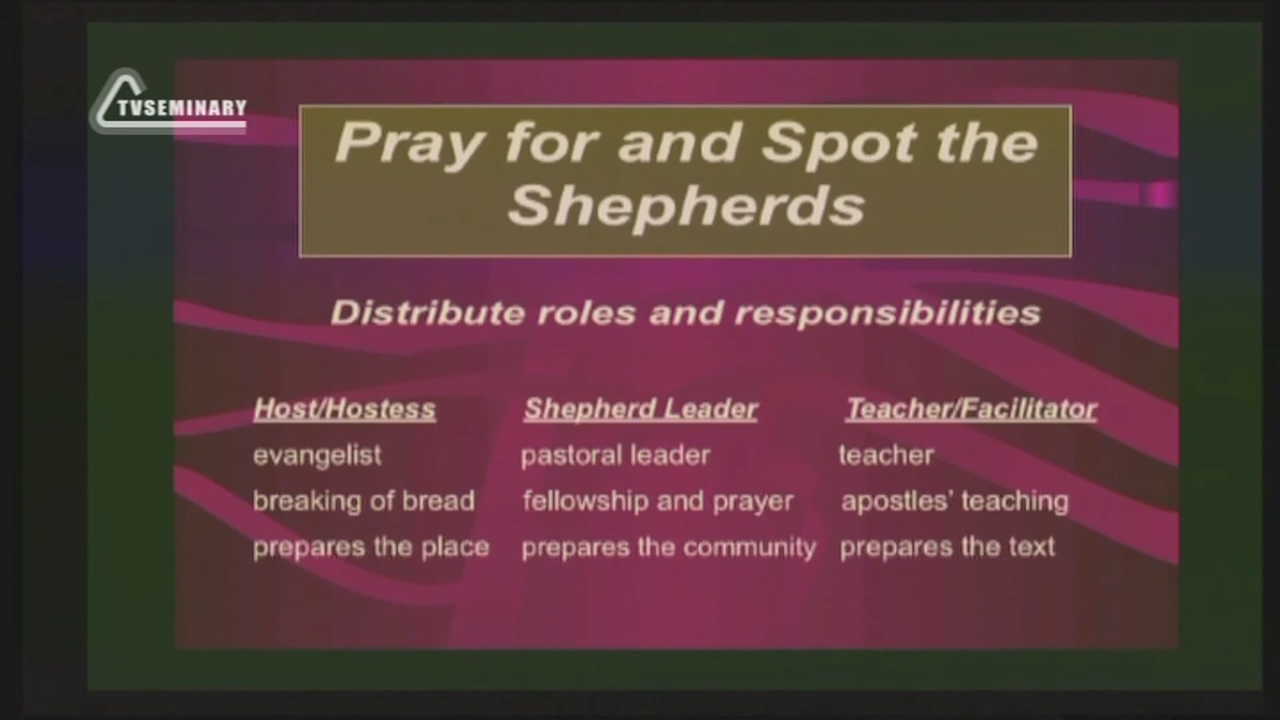 TVSEMINARY
Pray for and Spot the
Shepherds
Distribute roles and responsibilities
Host/Hostess Shepherd Leader Teacher/Facilitator
evangelist pastoral leader teacher
breaking of bread fellowship and prayer apostles' teaching
prepares the place prepares the community prepares the text